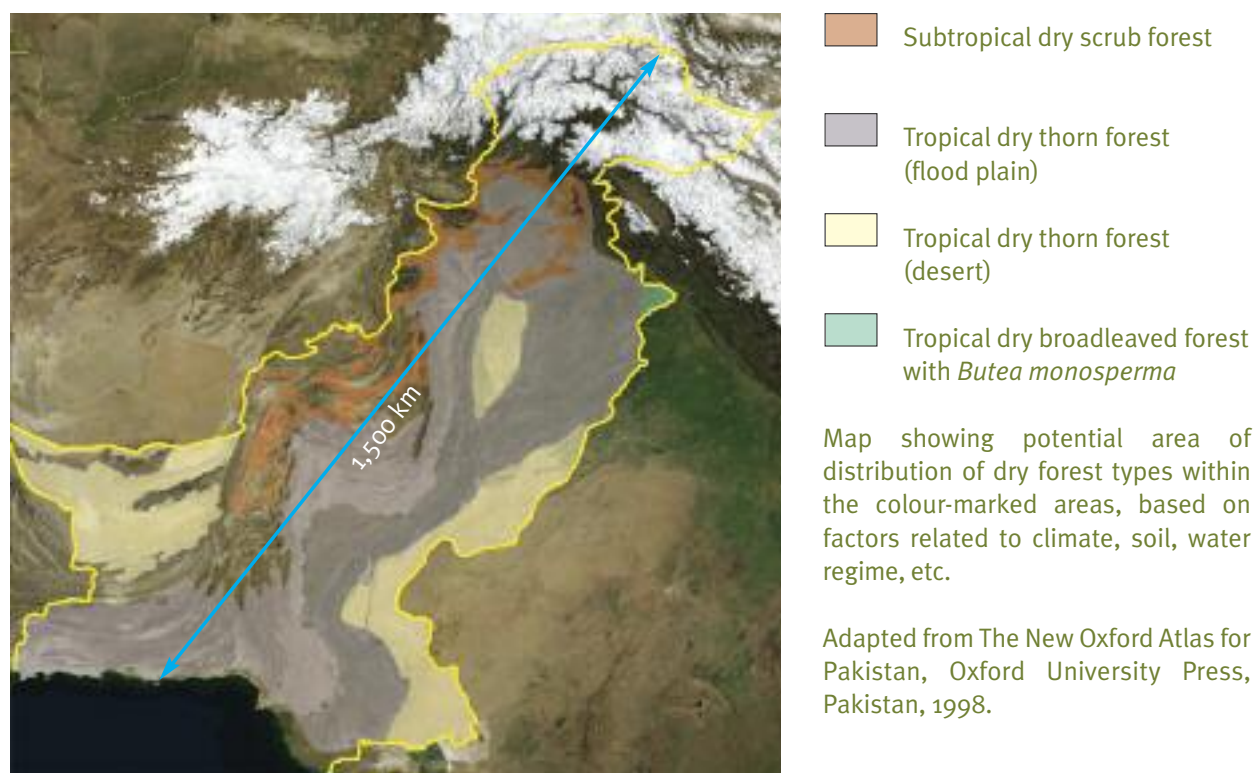 1,500 km
Subtropical dry scrub forest
Tropical dry thorn forest
(flood plain)
Tropical dry thorn forest
(desert)
Tropical dry broadleaved forest
with Butea monosperma
Map showing potential area of
distribution of dry forest types within
the colour-marked areas, based on
factors related to climate, soil, water
regime, etc.
Adapted from The New Oxford Atlas for
Pakistan, Oxford University Press,
Pakistan, 1998.